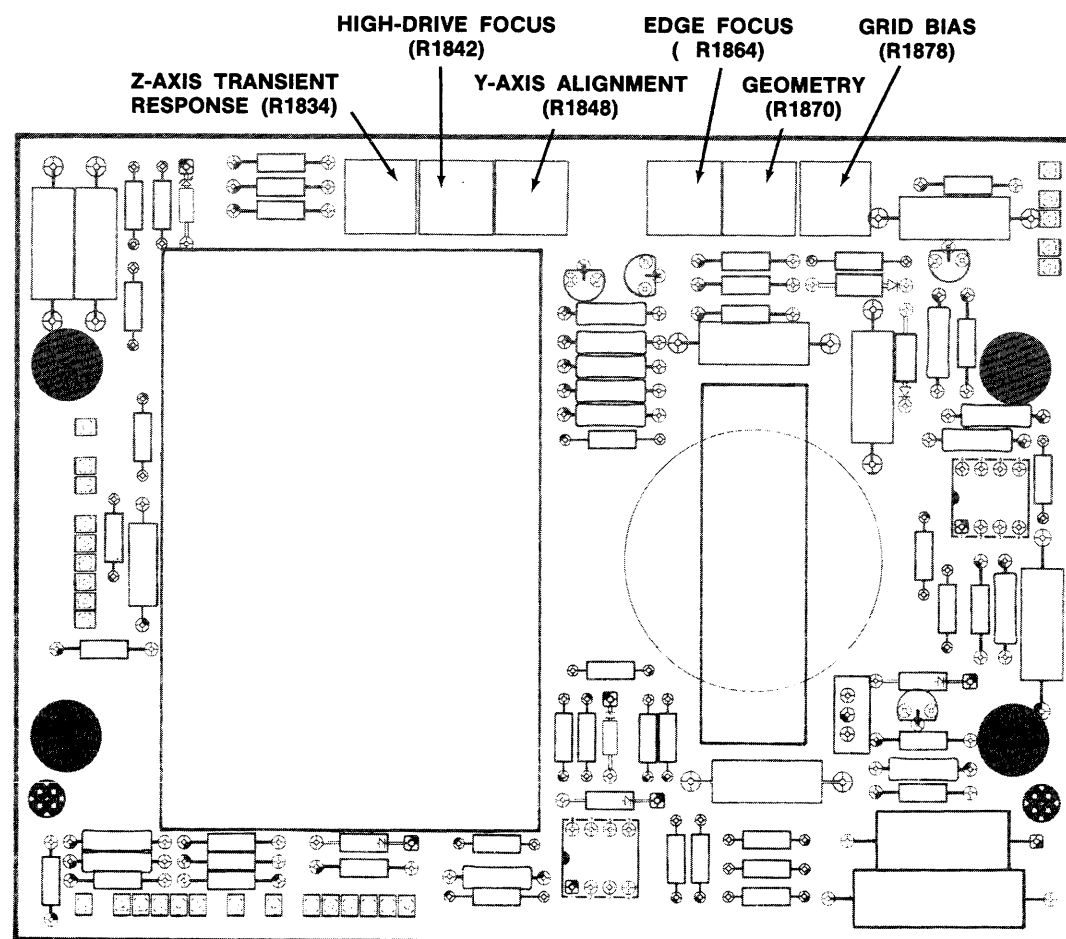 HIGH-DRIVE FOCUS
(R1842)
EDGE FOCUS
( R1864)
GRID BIAS
(R1878)
Z-AXIS TRANSIENT
RESPONSE (R1834)
Y-AXIS ALIGNMENT
(R1848)
GEOMETRY
(R1870)